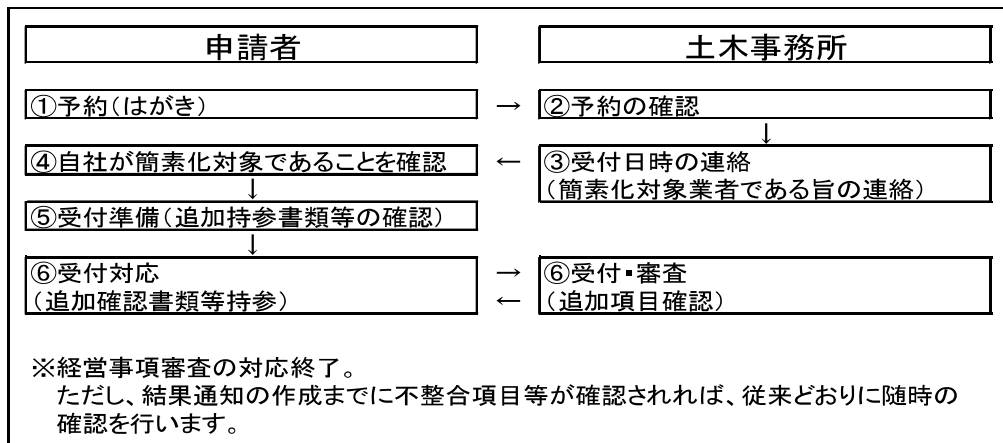 申請者
土木事務所
①予約(はがき)
→
②予約の確認
↓
④自社が簡素化対象であることを確認
←
③受付日時の連絡
(簡素化対象業者である旨の連絡)
↓
⑤受付準備(追加持参書類等の確認)
↓
⑥受付対応
(追加確認書類等持参)
→
←
⑥受付・審査
(追加項目確認)
※経営事項審査の対応終了。
ただし、結果通知の作成までに不整合項目等が確認されれば、従来どおりに随時の
確認を行います。